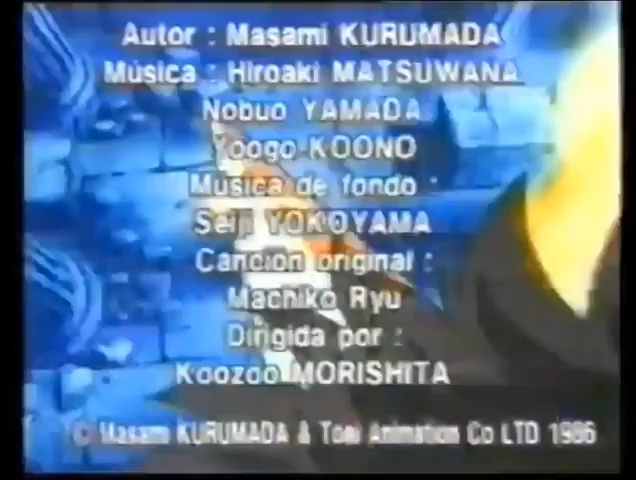 Autor : Masami KURUMADA
Música : Hiroaki MATSUWANA
Nobuo YAMADA
Yoogo-KOONO
Musica de fondo :
Seiji YOKOYAMA
Canción original :
Machiko Ryu
Dirigida por :
Koozoo MORISHITA
© Masami KURUMADA & Toei Animation Co LTD 1986